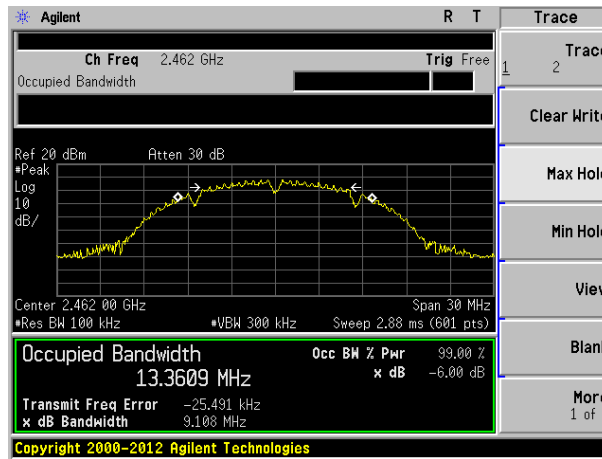 Agilent R T Trace
Ch Freq 2.462 GHz Trig Free
Occupied Bandwidth
Trace
1 2
Clear Write
Max Hold
Min Hold
View
Blank
More
1 of
Ref 20 dBm Atten 30 dB
#Peak
Log
10
dB/
Center 2.462 00 GHz Span 30 MHz
#Res BW 100 kHz #VBW 300 kHz Sweep 2.88 ms (601 pts)
Occupied Bandwidth Occ BW % Pwr 99.00 %
13.3609 MHz x dB -6.00 dB
Transmit Freq Error -25.491 kHz
x dB Bandwidth 9.108 MHz
Copyright 2000-2012 Agilent Technologies